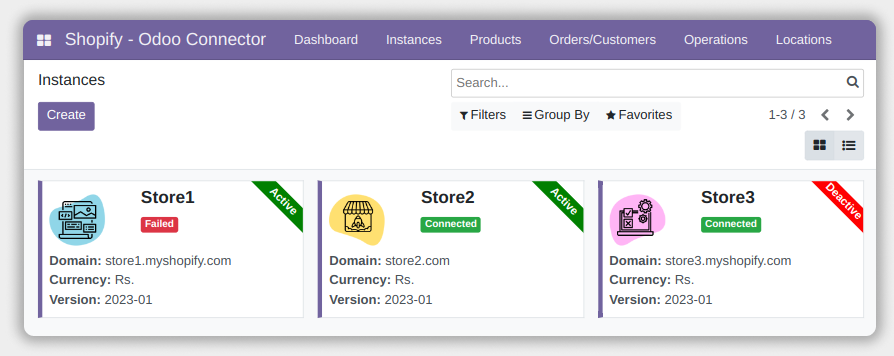 Shopify - Odoo Connector Dashboard Instances Products Orders/Customers Operations Locations
Instances
Search...
Create
Filters Group By Favorites 1-3 / 3
Store1
Active
Failed
Domain: store1.myshopify.com
Currency: Rs.
Version: 2023-01
Store2
Active
Connected
Domain: store2.com
Currency: Rs.
Version: 2023-01
Store3
Deactive
Connected
Domain: store3.myshopify.com
Currency: Rs.
Version: 2023-01